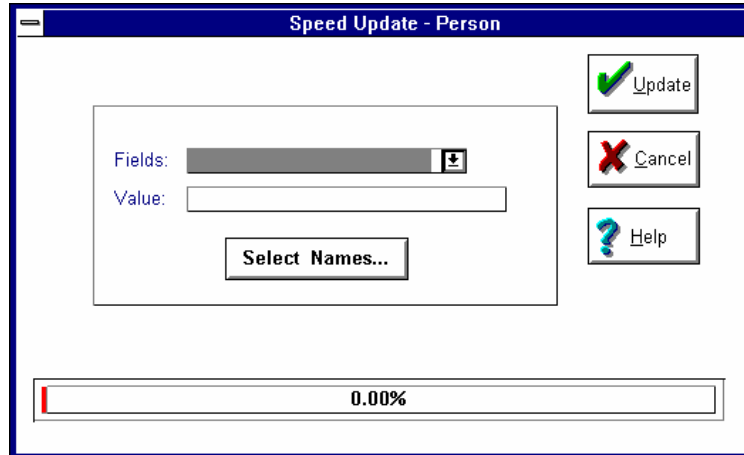 Speed Update - Person
Update
Fields:
Cancel
Value:
Help
Select Names...
0.00%